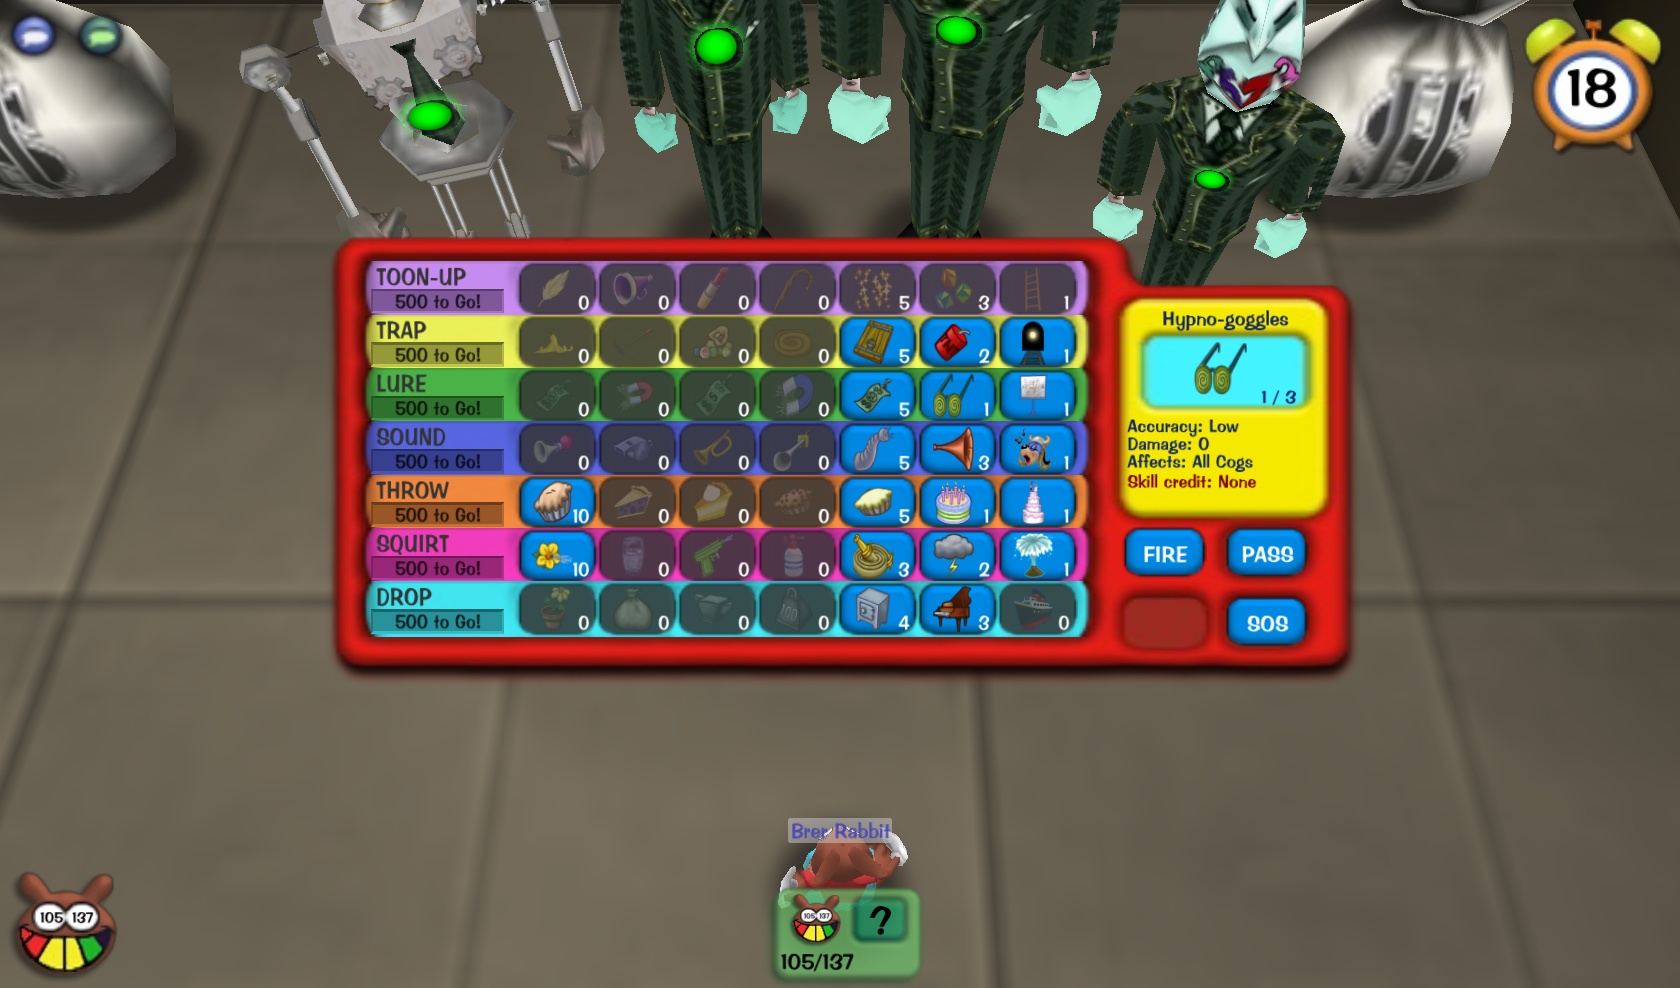 18
TOON-UP
500 to Go!
0 0 0 0 5 3 1
TRAP
500 to Go!
0 0 0 0 5 2 1
LURE
500 to Go!
0 0 0 0 5 1 1
SOUND
500 to Go!
0 0 0 0 5 3 1
THROW
500 to Go!
10 0 0 0 5 1 1
SQUIRT
500 to Go!
10 0 0 0 3 2 1
DROP
500 to Go!
0 0 0 0 4 3 0
Hypno-goggles
1 / 3
Accuracy: Low
Damage: 0
Affects: All Cogs
Skill credit: None
FIRE
PASS
SOS
Brer Rabbit
105 137
?
105/137
105 137